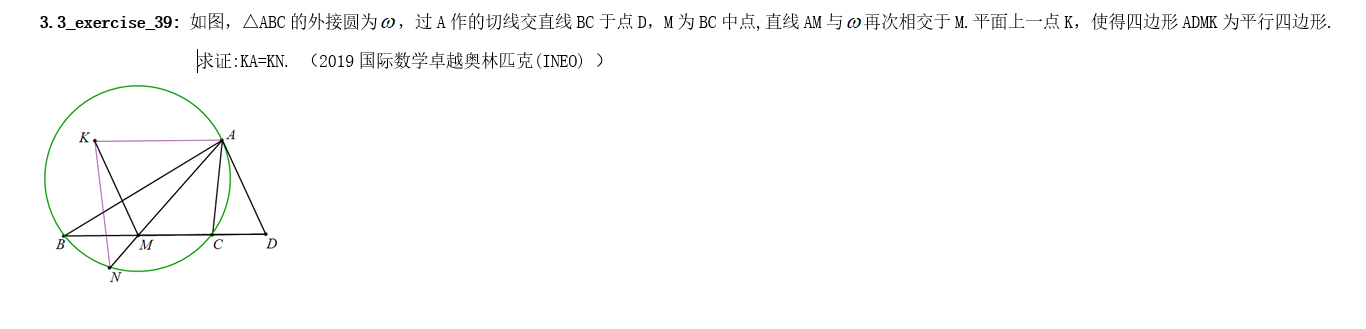 3.3_exercise_39: 如图，△ABC 的外接圆为ω，过 A 作的切线交直线 BC 于点 D，M 为 BC 中点,直线 AM 与ω再次相交于 M.平面上一点 K，使得四边形 ADMK 为平行四边形.
求证:KA=KN. （2019 国际数学卓越奥林匹克(INEO) ）
K A
B M C D
N